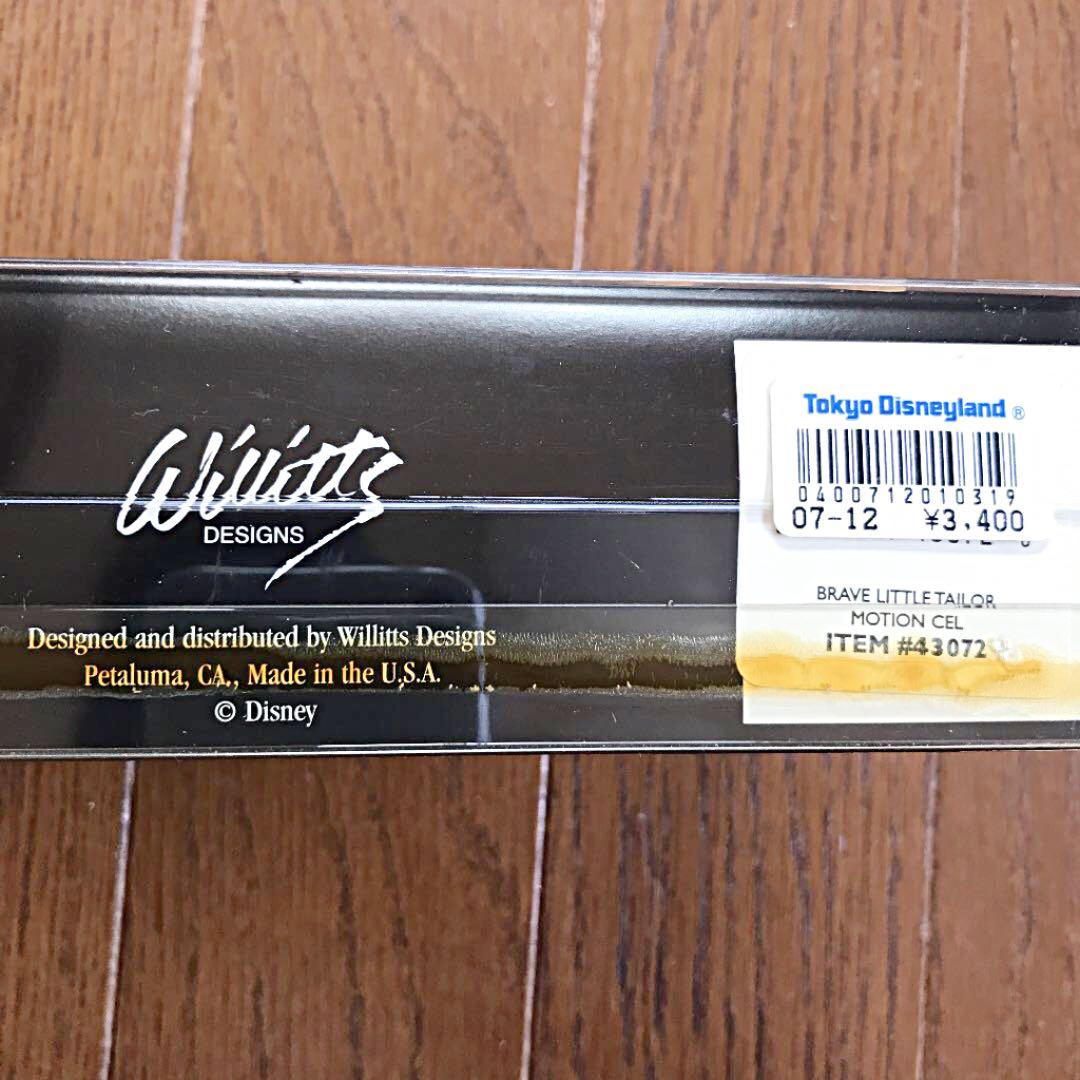 Willitts
DESIGNS
Designed and distributed by Willitts Designs
Petaluma, CA., Made in the U.S.A.
© Disney
Tokyo Disneyland ®
0400712010319
07-12 ¥3,400
BRAVE LITTLE TAILOR
MOTION CEL
ITEM #43072